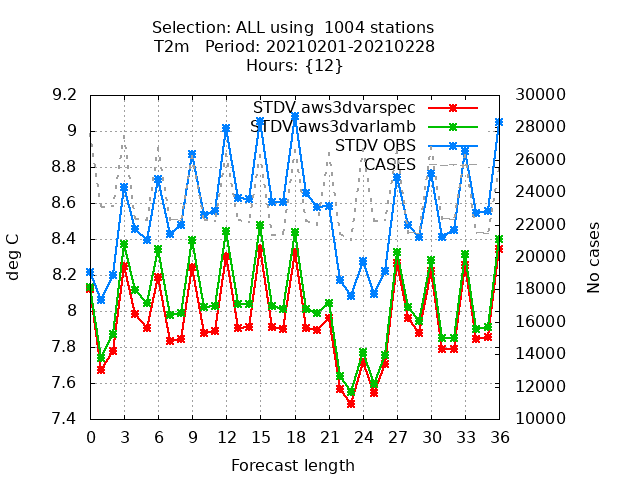 Selection: ALL using  1004 stations
T2m   Period: 20210201-20210228
Hours: {12}
STDV aws3dvarspec
STDV aws3dvarlamb
STDV OBS
CASES
9.2
9
8.8
8.6
8.4
8.2
8
7.8
7.6
7.4
deg C
30000
28000
26000
24000
22000
20000
18000
16000
14000
12000
10000
No cases
0 3 6 9 12 15 18 21 24 27 30 33 36
Forecast length